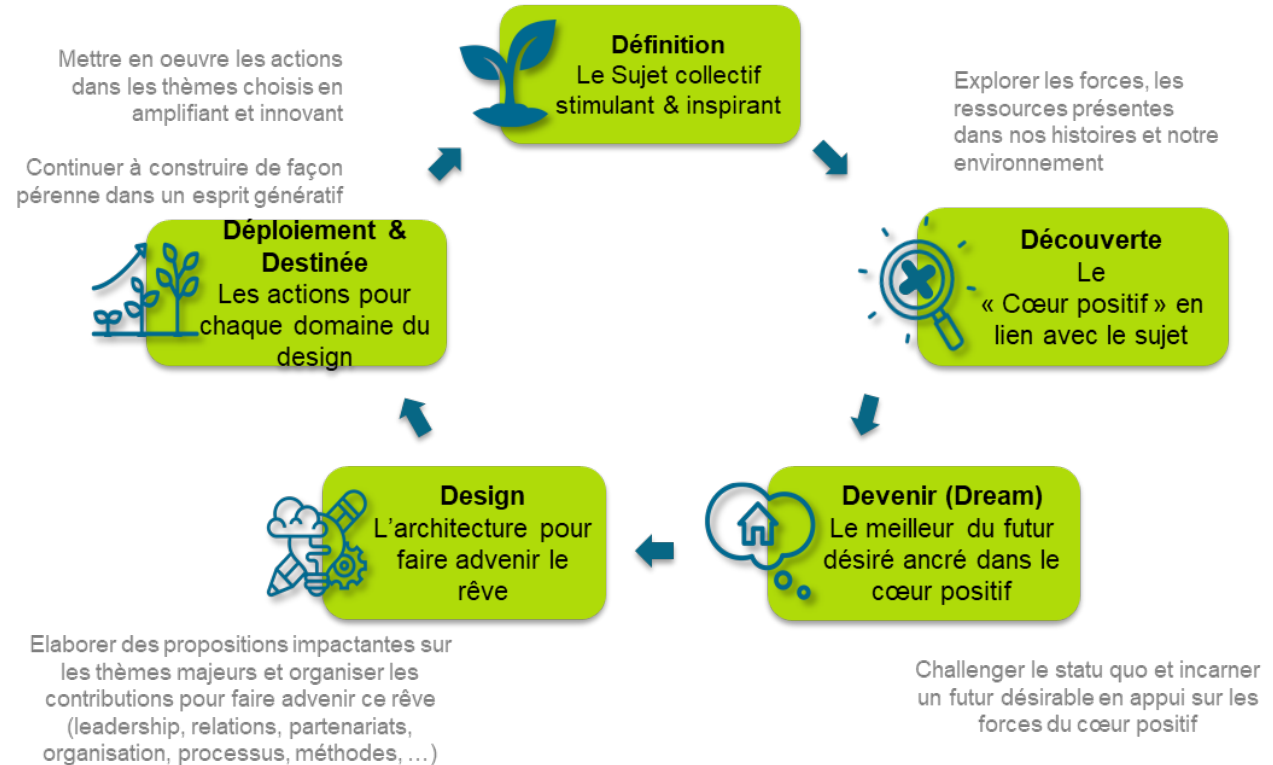 Définition
Le Sujet collectif
stimulant & inspirant
Explorer les forces, les
ressources présentes
dans nos histoires et notre
environnement
Découverte
Le
« Cœur positif » en
lien avec le sujet
Devenir (Dream)
Le meilleur du futur
désiré ancré dans le
cœur positif
Challenger le statu quo et incarner
un futur désirable en appui sur les
forces du cœur positif
Design
L’architecture pour
faire advenir le
rêve
Elaborer des propositions impactantes sur
les thèmes majeurs et organiser les
contributions pour faire advenir ce rêve
(leadership, relations, partenariats,
organisation, processus, méthodes, …)
Déploiement &
Destinée
Les actions pour
chaque domaine du
design
Mettre en oeuvre les actions
dans les thèmes choisis en
amplifiant et innovant
Continuer à construire de façon
pérenne dans un esprit génératif